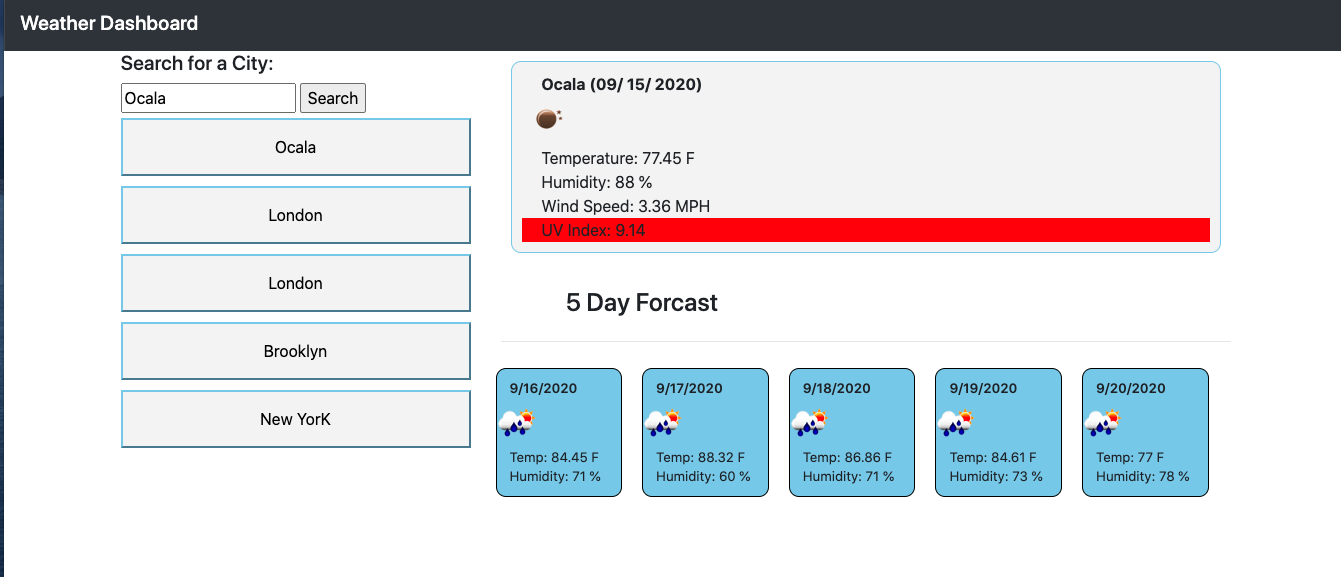 Weather Dashboard
Search for a City:
Ocala Search
Ocala
London
London
Brooklyn
New YorK
Ocala (09/ 15/ 2020)
Temperature: 77.45 F
Humidity: 88 %
Wind Speed: 3.36 MPH
UV Index: 9.14
5 Day Forcast
9/16/2020
Temp: 84.45 F
Humidity: 71 %
9/17/2020
Temp: 88.32 F
Humidity: 60 %
9/18/2020
Temp: 86.86 F
Humidity: 71 %
9/19/2020
Temp: 84.61 F
Humidity: 73 %
9/20/2020
Temp: 77 F
Humidity: 78 %